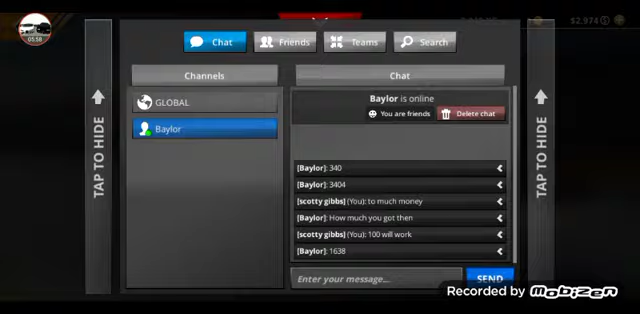 $2,974
05:58
Chat
Friends
Teams
Search
Channels
Chat
GLOBAL
Baylor
Baylor is online
You are friends
Delete chat
TAP TO HIDE
TAP TO HIDE
[Baylor]: 340
[Baylor]: 3404
[scotty gibbs] (You): to much money
[Baylor]: How much you got then
[scotty gibbs] (You): 100 will work
[Baylor]: 1638
Enter your message...
SEND
Recorded by MOBIZEN